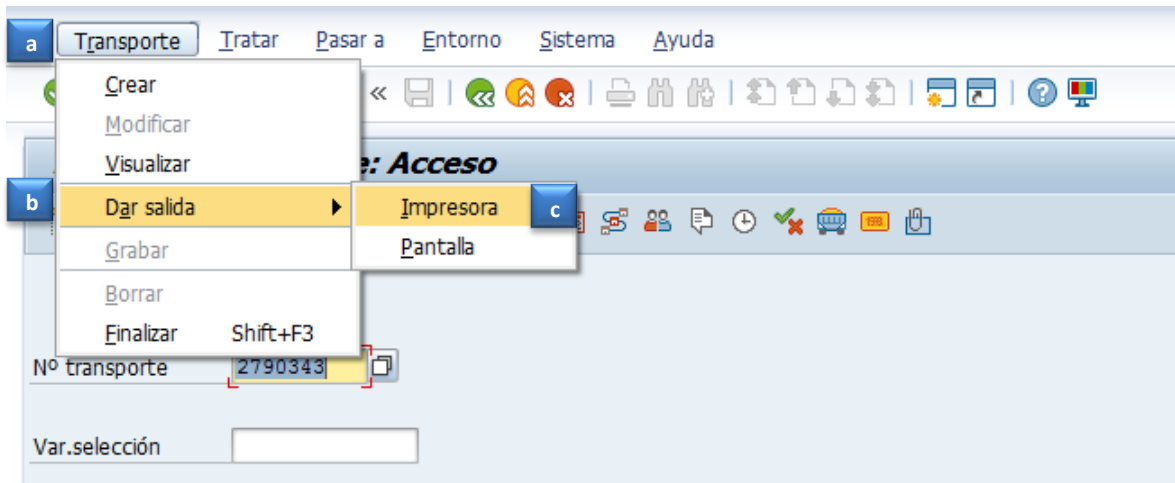 a Transporte Tratar Pasar a Entorno Sistema Ayuda
Crear «
Modificar
Visualizar e: Acceso
b Dar salida Impresora c
Grabar Pantalla
Borrar
Finalizar Shift+F3
Nº transporte 2790343
Var.selección